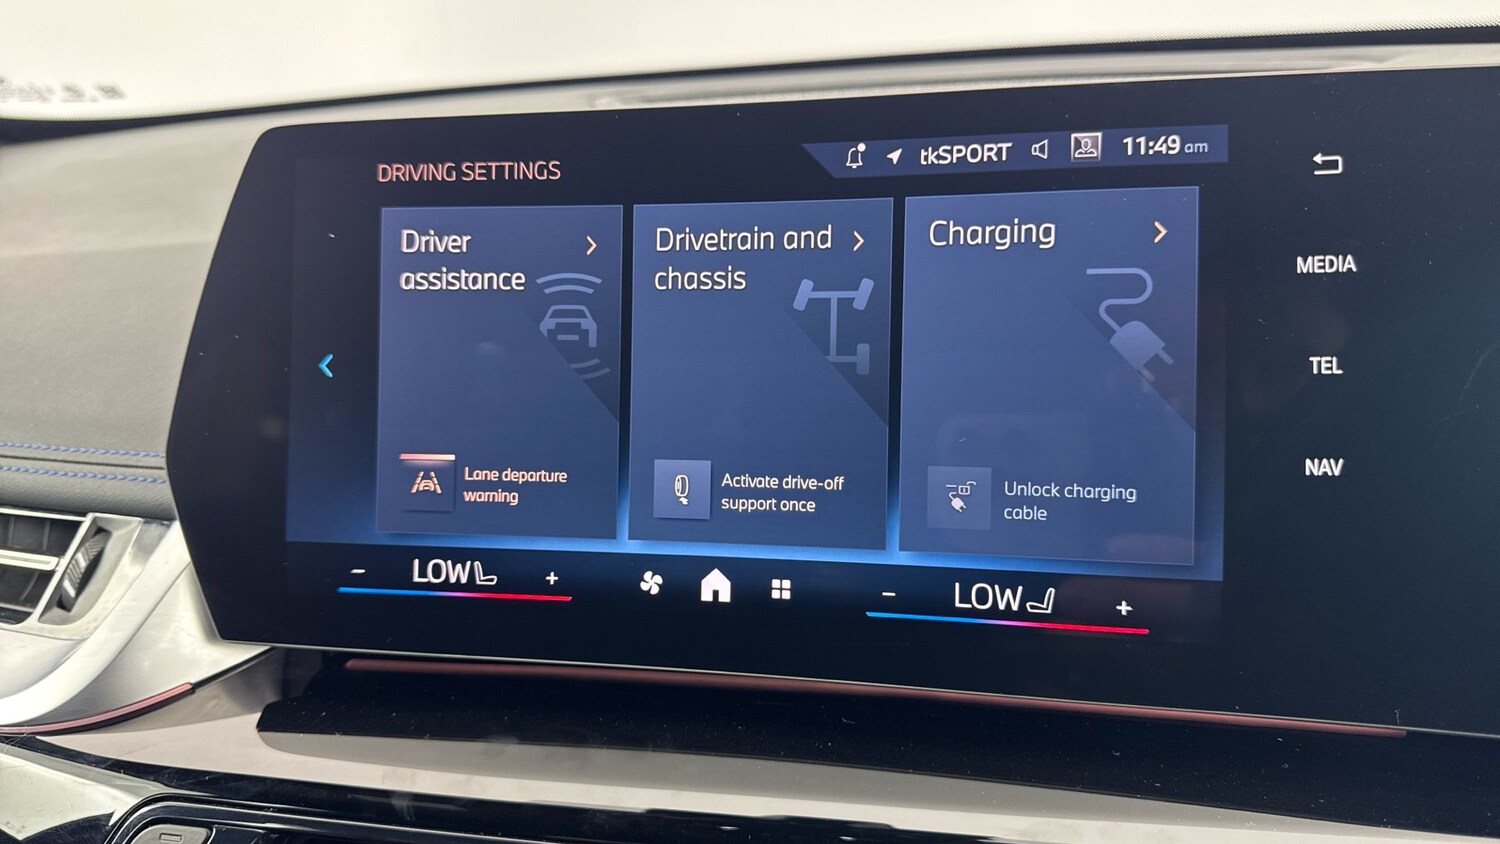 DRIVING SETTINGS
tkSPORT
11:49 am
Driver
assistance
Drivetrain and
chassis
Charging
Lane departure
warning
Activate drive-off
support once
Unlock charging
cable
- LOW +
- LOW +
MEDIA
TEL
NAV